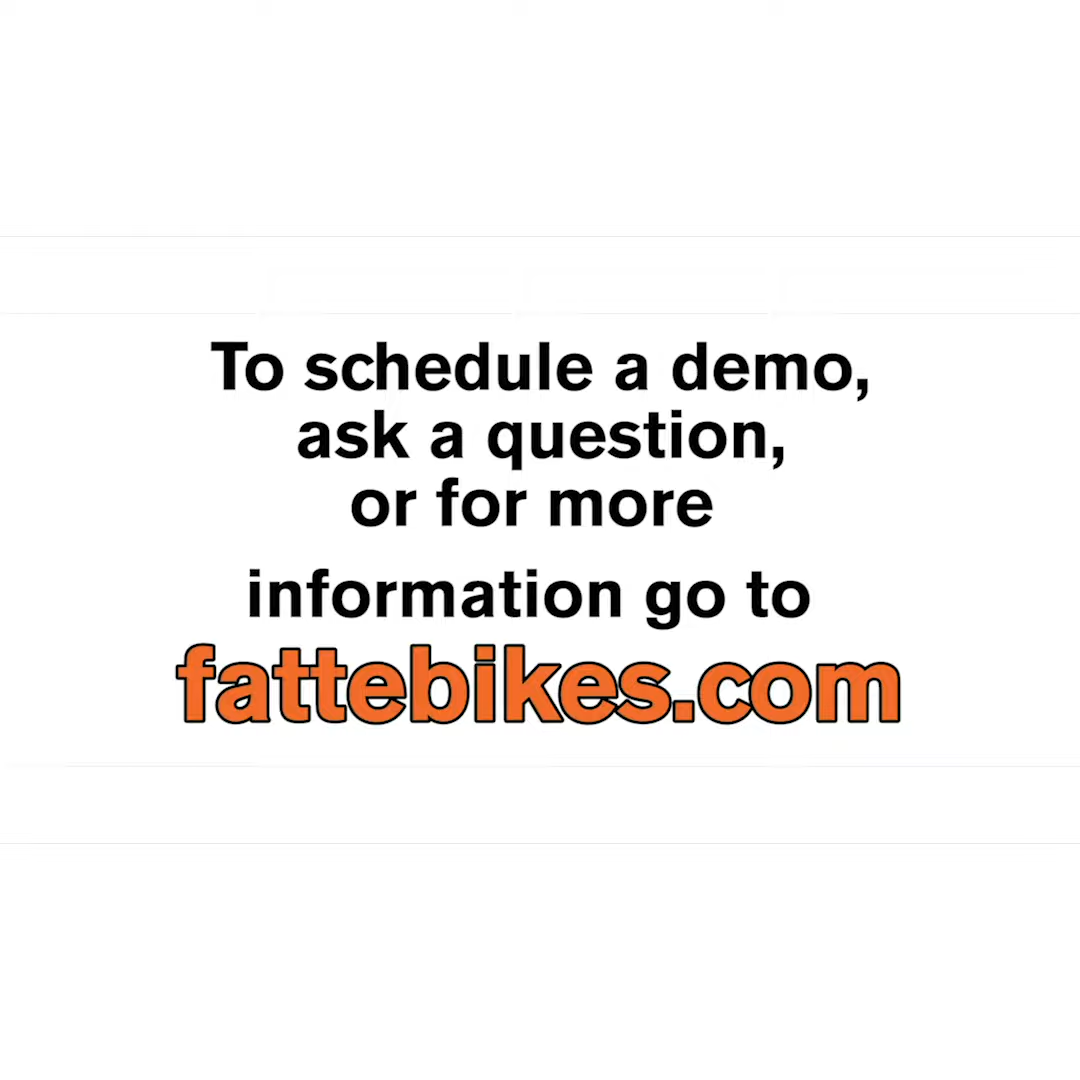 To schedule a demo,
ask a question,
or for more
information go to
fattebikes.com